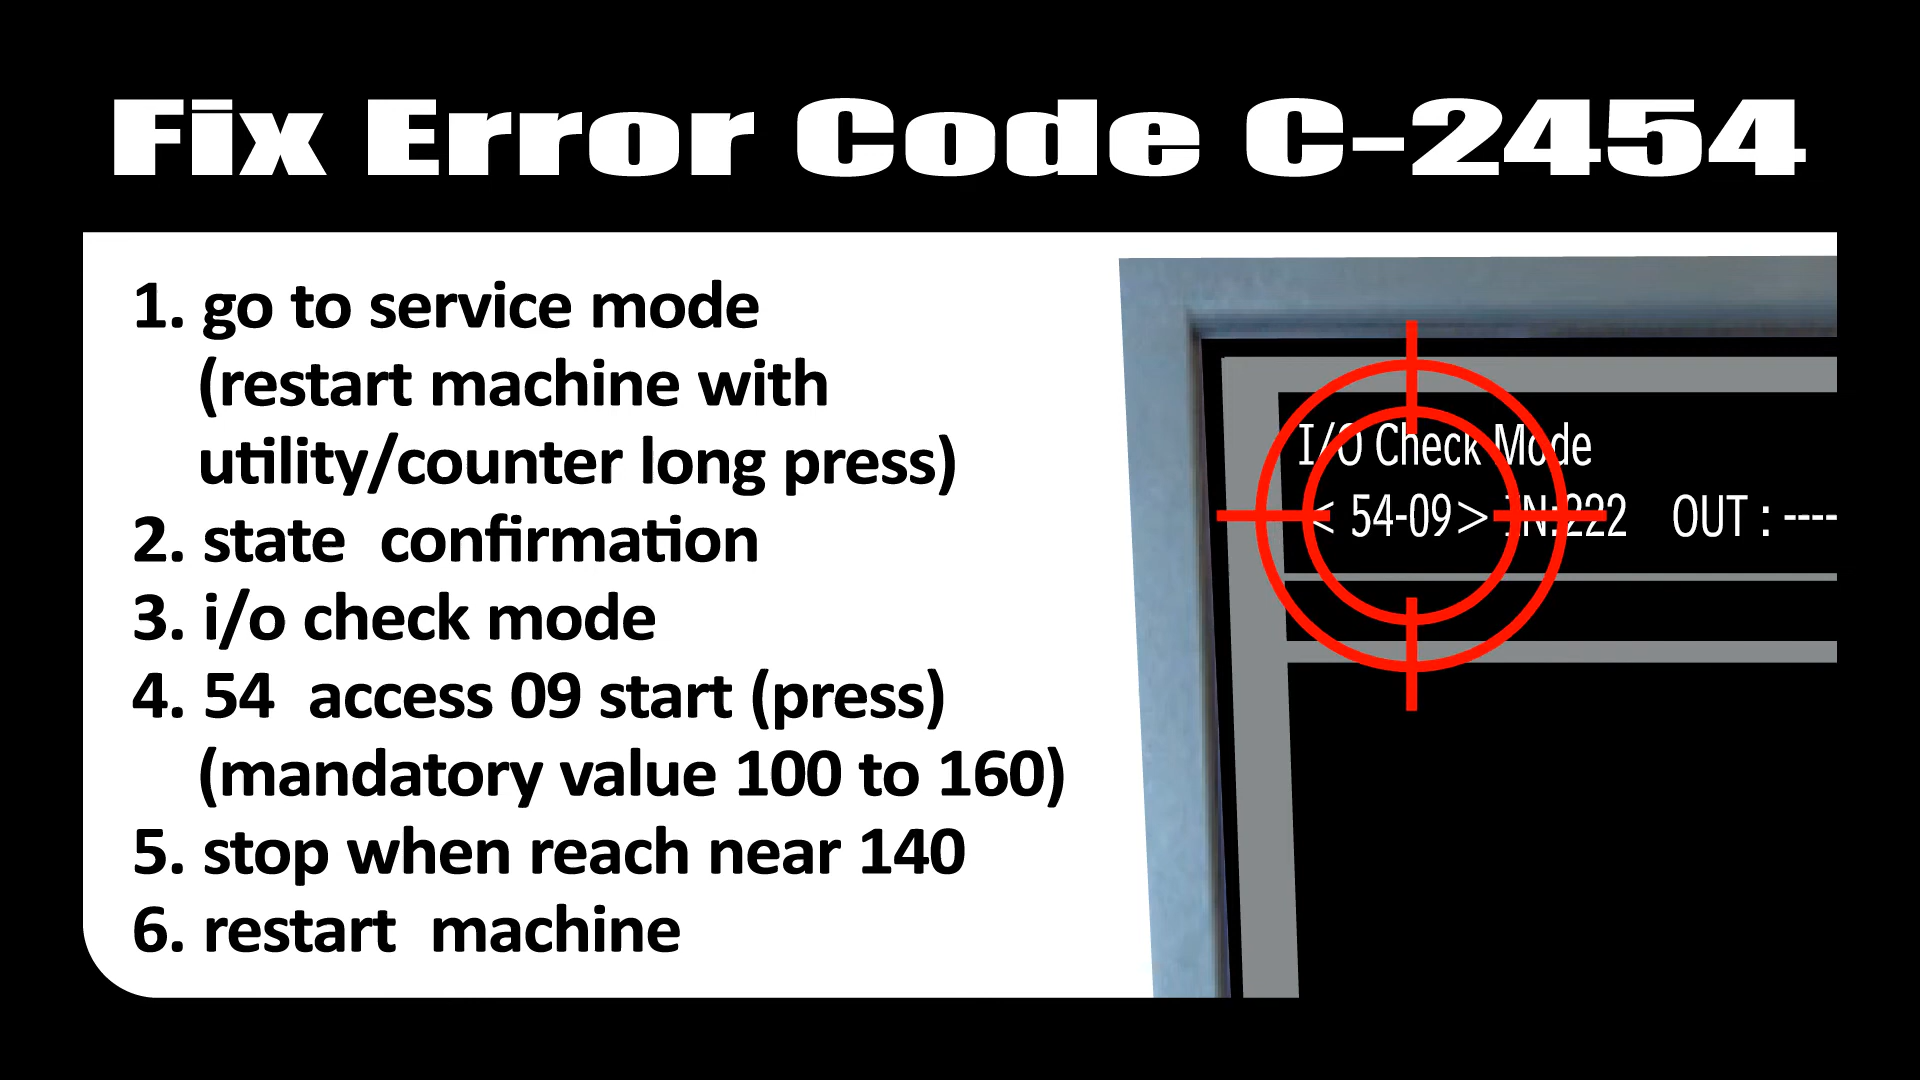 Fix Error Code C-2454
1. go to service mode
(restart machine with
utility/counter long press)
2. state confirmation
3. i/o check mode
4. 54 access 09 start (press)
(mandatory value 100 to 160)
5. stop when reach near 140
6. restart machine
I/O Check Mode
< 54-09> IN:222 OUT : ----